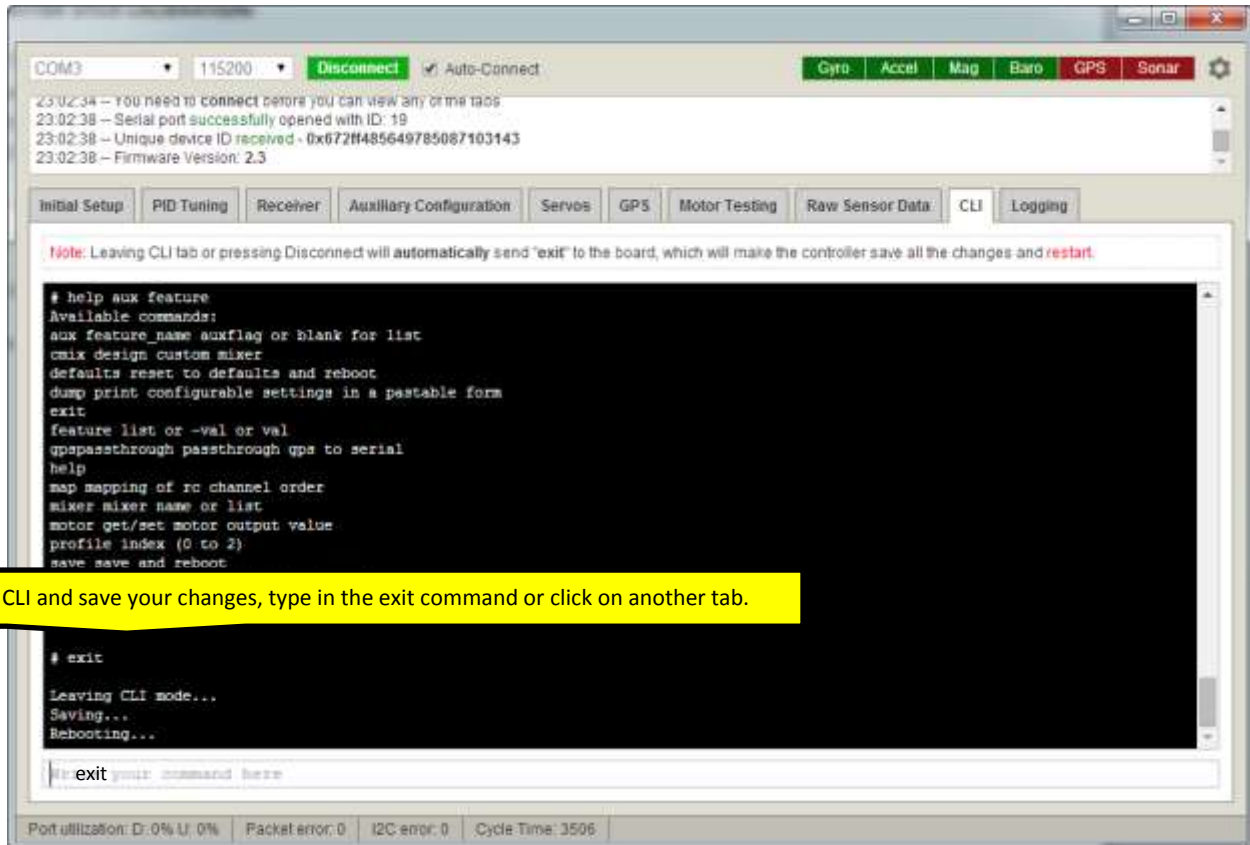 COM3 115200 Disconnect Auto-Connect Gyro Accel Mag Baro GPS Sonar
23:02:34 -- You need to connect before you can view any of the tabs
23:02:38 -- Serial port successfully opened with ID: 19
23:02:38 -- Unique device ID received - 0x672ff485649785087103143
23:02:38 -- Firmware Version: 2.3
Initial Setup PID Tuning Receiver Auxiliary Configuration Servos GPS Motor Testing Raw Sensor Data CLI Logging
Note: Leaving CLI tab or pressing Disconnect will automatically send "exit" to the board, which will make the controller save all the changes and restart.
# help aux feature
Available commands:
aux feature_name auxflag or blank for list
cmix design custom mixer
defaults reset to defaults and reboot
dump print configurable settings in a pastable form
exit
feature list or -val or val
gpspassthrough passthrough gps to serial
help
map mapping of rc channel order
mixer mixer name or list
motor get/set motor output value
profile index (0 to 2)
save save and reboot
CLI and save your changes, type in the exit command or click on another tab.
# exit
Leaving CLI mode...
Saving...
Rebooting...
exit your command here
Port utilization: D: 0% U: 0% Packet error: 0 I2C error: 0 Cycle Time: 3506